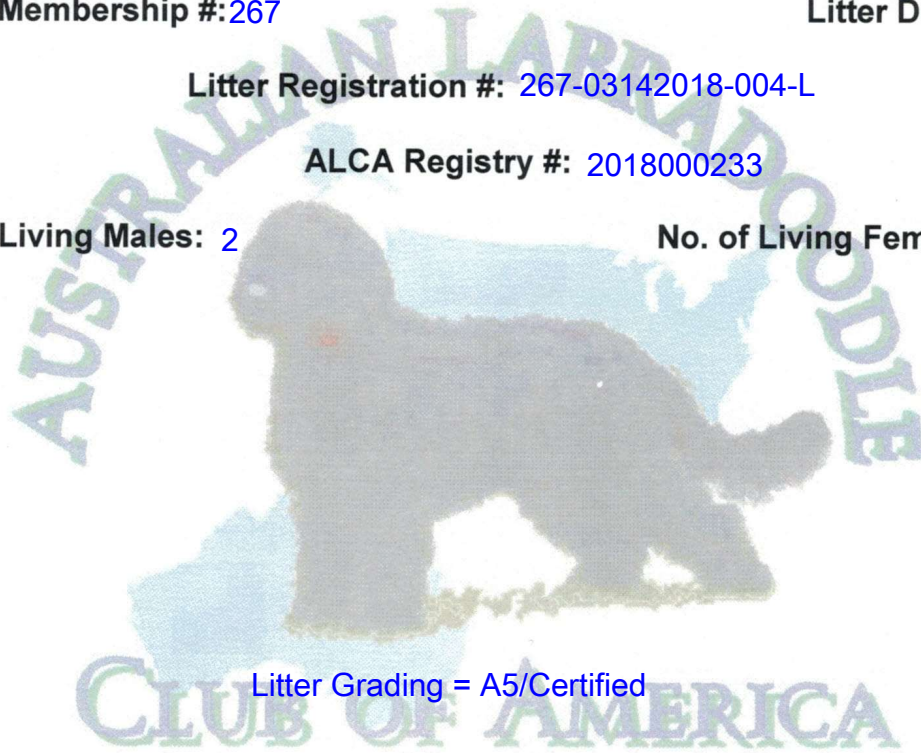 Membership #: 267 Litter D
Litter Registration #: 267-03142018-004-L
ALCA Registry #: 2018000233
Living Males: 2 No. of Living Fem
AUSTRALIAN LABRADOODLE
Litter Grading = A5/Certified
CLUB OF AMERICA